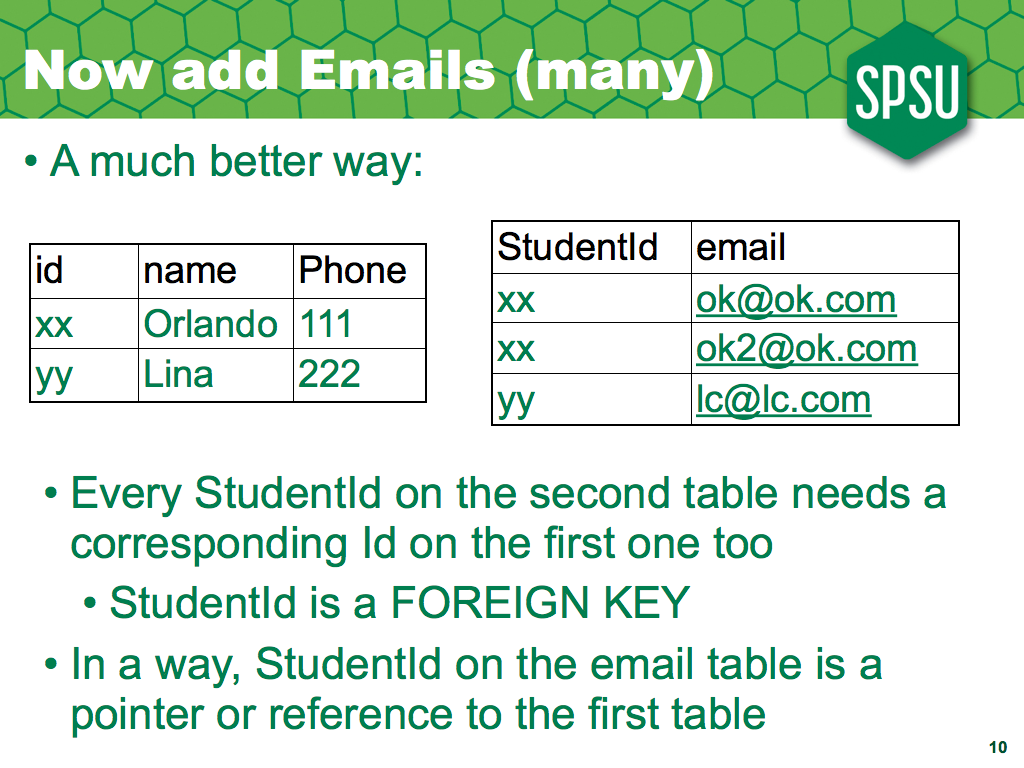 Now add Emails (many)
SPSU
• A much better way:
id name Phone
xx Orlando 111
yy Lina 222
StudentId email
xx ok@ok.com
xx ok2@ok.com
yy lc@lc.com
• Every StudentId on the second table needs a
corresponding Id on the first one too
• StudentId is a FOREIGN KEY
• In a way, StudentId on the email table is a
pointer or reference to the first table
10